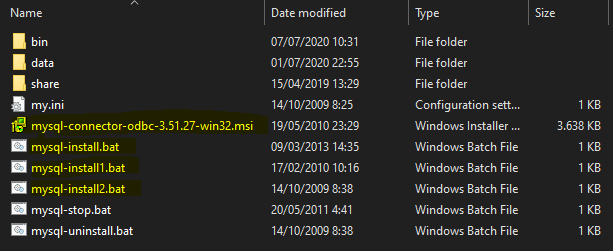 Name Date modified Type Size
bin 07/07/2020 10:31 File folder
data 01/07/2020 22:55 File folder
share 15/04/2019 13:29 File folder
my.ini 14/10/2009 8:25 Configuration sett... 1 KB
mysql-connector-odbc-3.51.27-win32.msi 19/05/2010 23:29 Windows Installer ... 3.638 KB
mysql-install.bat 09/03/2013 14:35 Windows Batch File 1 KB
mysql-install1.bat 17/02/2010 10:16 Windows Batch File 1 KB
mysql-install2.bat 14/10/2009 8:38 Windows Batch File 1 KB
mysql-stop.bat 20/05/2011 4:41 Windows Batch File 1 KB
mysql-uninstall.bat 14/10/2009 8:38 Windows Batch File 1 KB